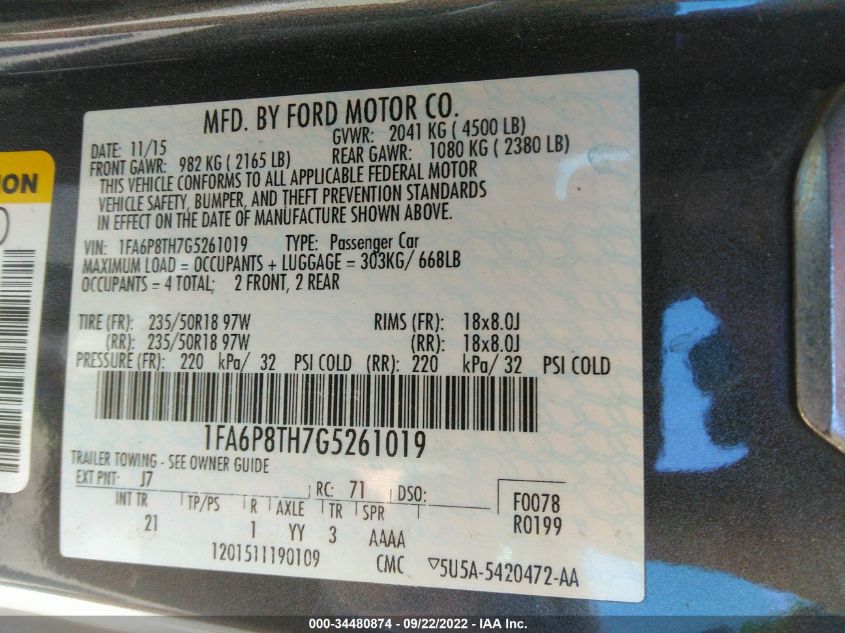 MFD. BY FORD MOTOR CO.
DATE: 11/15 GVWR: 2041 KG ( 4500 LB)
FRONT GAWR: 982 KG ( 2165 LB) REAR GAWR: 1080 KG ( 2380 LB)
THIS VEHICLE CONFORMS TO ALL APPLICABLE FEDERAL MOTOR
VEHICLE SAFETY, BUMPER, AND THEFT PREVENTION STANDARDS
IN EFFECT ON THE DATE OF MANUFACTURE SHOWN ABOVE.
VIN: 1FA6P8TH7G5261019 TYPE: Passenger Car
MAXIMUM LOAD = OCCUPANTS + LUGGAGE = 303KG/ 668LB
OCCUPANTS = 4 TOTAL; 2 FRONT, 2 REAR
TIRE (FR): 235/50R18 97W RIMS (FR): 18x8.0J
(RR): 235/50R18 97W (RR): 18x8.0J
PRESSURE (FR): 220 kPa/ 32 PSI COLD (RR): 220 kPa/ 32 PSI COLD
1FA6P8TH7G5261019
TRAILER TOWING - SEE OWNER GUIDE
EXT PNT: J7 RC: 71 DSO: F0078
INT TR TP/PS R AXLE TR SPR R0199
21 1 YY 3 AAAA
1201511190109 CMC ▽5U5A-5420472-AA
000-34480874 - 09/22/2022 - IAA Inc.